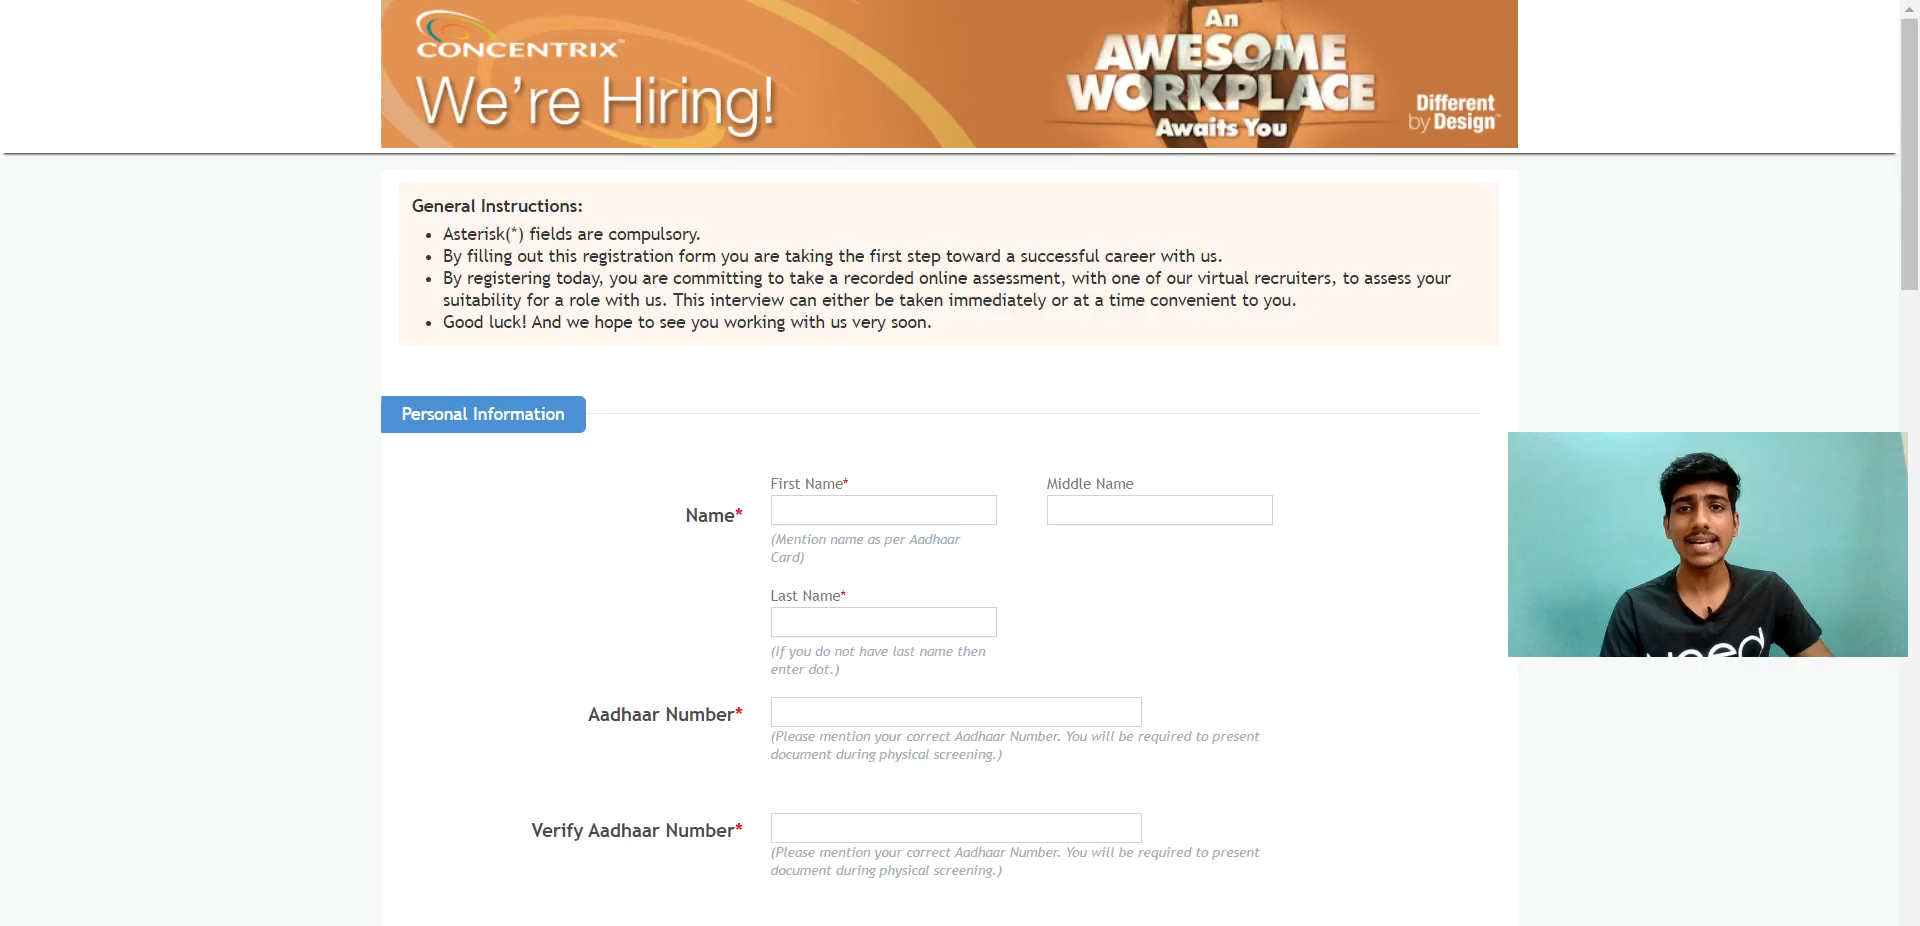 CONCENTRIX™
We're Hiring!
An
AWESOME
WORKPLACE
Awaits You
Different
by Design™
General Instructions:
• Asterisk(*) fields are compulsory.
• By filling out this registration form you are taking the first step toward a successful career with us.
• By registering today, you are committing to take a recorded online assessment, with one of our virtual recruiters, to assess your
suitability for a role with us. This interview can either be taken immediately or at a time convenient to you.
• Good luck! And we hope to see you working with us very soon.
Personal Information
First Name*
Middle Name
Name*
(Mention name as per Aadhaar
Card)
Last Name*
(If you do not have last name then
enter dot.)
Aadhaar Number*
(Please mention your correct Aadhaar Number. You will be required to present
document during physical screening.)
Verify Aadhaar Number*
(Please mention your correct Aadhaar Number. You will be required to present
document during physical screening.)